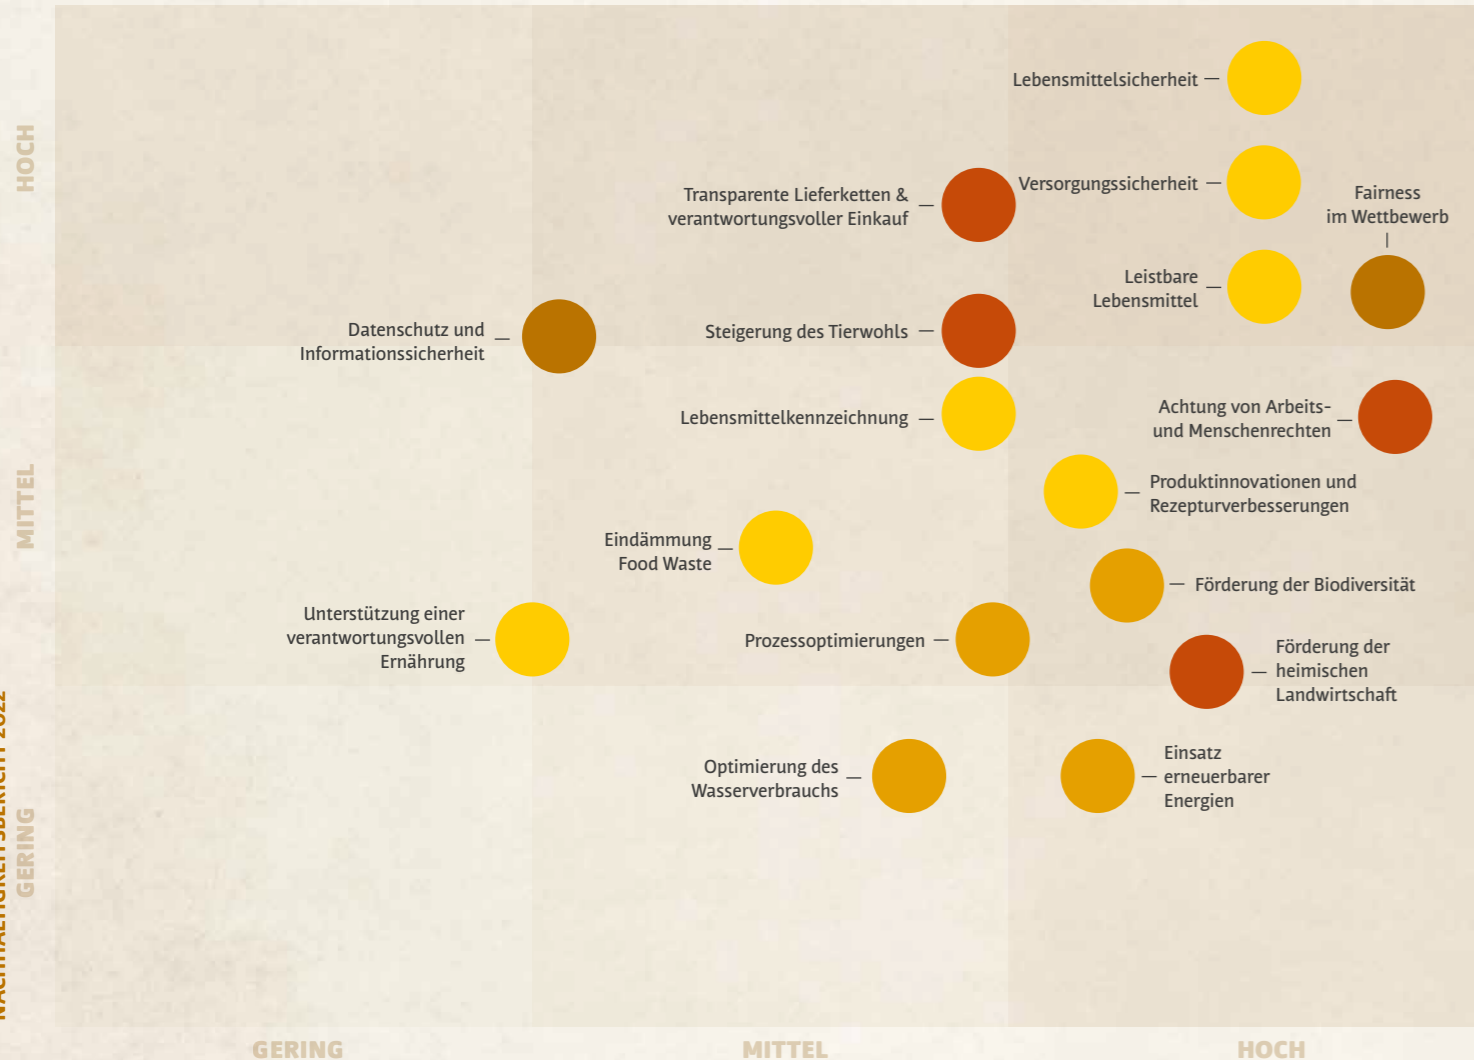 Lebensmittelsicherheit
Versorgungssicherheit
Transparente Lieferketten &
verantwortungsvoller Einkauf
Fairness
im Wettbewerb
Leistbare
Lebensmittel
Datenschutz und
Informationssicherheit
Steigerung des Tierwohls
Lebensmittelkennzeichnung
Achtung von Arbeits-
und Menschenrechten
Produktinnovationen und
Rezepturverbesserungen
Eindämmung
Food Waste
Förderung der Biodiversität
Unterstützung einer
verantwortungsvollen
Ernährung
Prozessoptimierungen
Förderung der
heimischen
Landwirtschaft
Optimierung des
Wasserverbrauchs
Einsatz
erneuerbarer
Energien
HOCH
MITTEL
GERING
GERING
MITTEL
HOCH